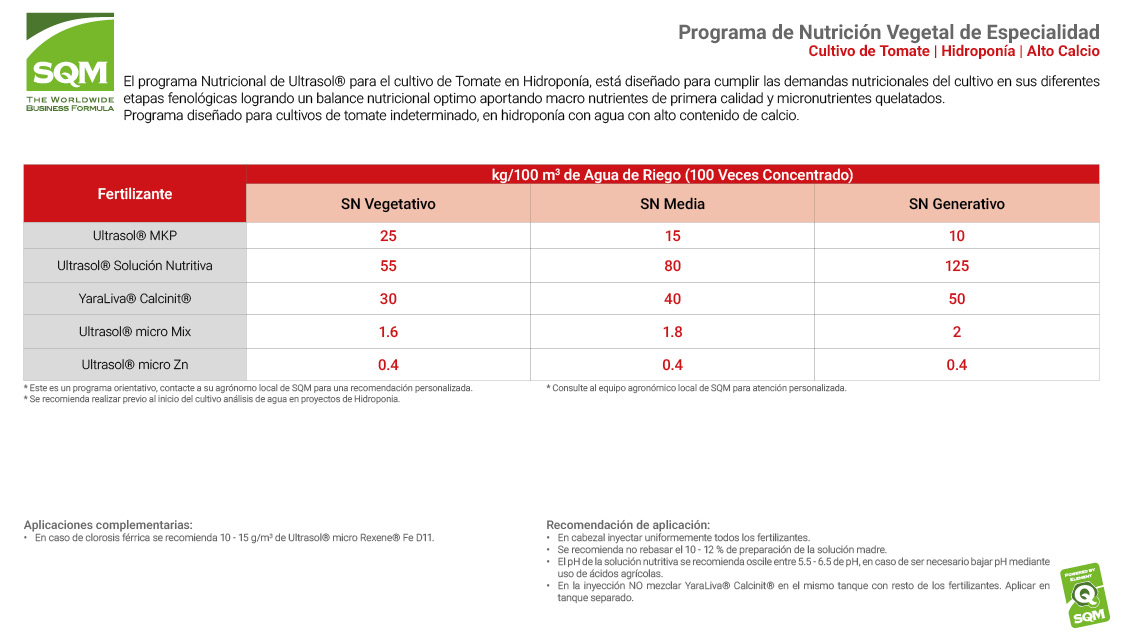 SQM
THE WORLDWIDE
BUSINESS FORMULA
Programa de Nutrición Vegetal de Especialidad
Cultivo de Tomate | Hidroponía | Alto Calcio
El programa Nutricional de Ultrasol® para el cultivo de Tomate en Hidroponía, está diseñado para cumplir las demandas nutricionales del cultivo en sus diferentes
etapas fenológicas logrando un balance nutricional optimo aportando macro nutrientes de primera calidad y micronutrientes quelatados.
Programa diseñado para cultivos de tomate indeterminado, en hidroponía con agua con alto contenido de calcio.
Fertilizante
kg/100 m³ de Agua de Riego (100 Veces Concentrado)
SN Vegetativo SN Media SN Generativo
Ultrasol® MKP 25 15 10
Ultrasol® Solución Nutritiva 55 80 125
YaraLiva® Calcinit® 30 40 50
Ultrasol® micro Mix 1.6 1.8 2
Ultrasol® micro Zn 0.4 0.4 0.4
* Este es un programa orientativo, contacte a su agrónomo local de SQM para una recomendación personalizada.
* Se recomienda realizar previo al inicio del cultivo análisis de agua en proyectos de Hidroponia.
* Consulte al equipo agronómico local de SQM para atención personalizada.
Aplicaciones complementarias:
• En caso de clorosis férrica se recomienda 10 - 15 g/m³ de Ultrasol® micro Rexene® Fe D11.
Recomendación de aplicación:
• En cabezal inyectar uniformemente todos los fertilizantes.
• Se recomienda no rebasar el 10 - 12 % de preparación de la solución madre.
• El pH de la solución nutritiva se recomienda oscile entre 5.5 - 6.5 de pH, en caso de ser necesario bajar pH mediante
uso de ácidos agrícolas.
• En la inyección NO mezclar YaraLiva® Calcinit® en el mismo tanque con resto de los fertilizantes. Aplicar en
tanque separado.
POWERED BY
ELEMENT
Q
SQM